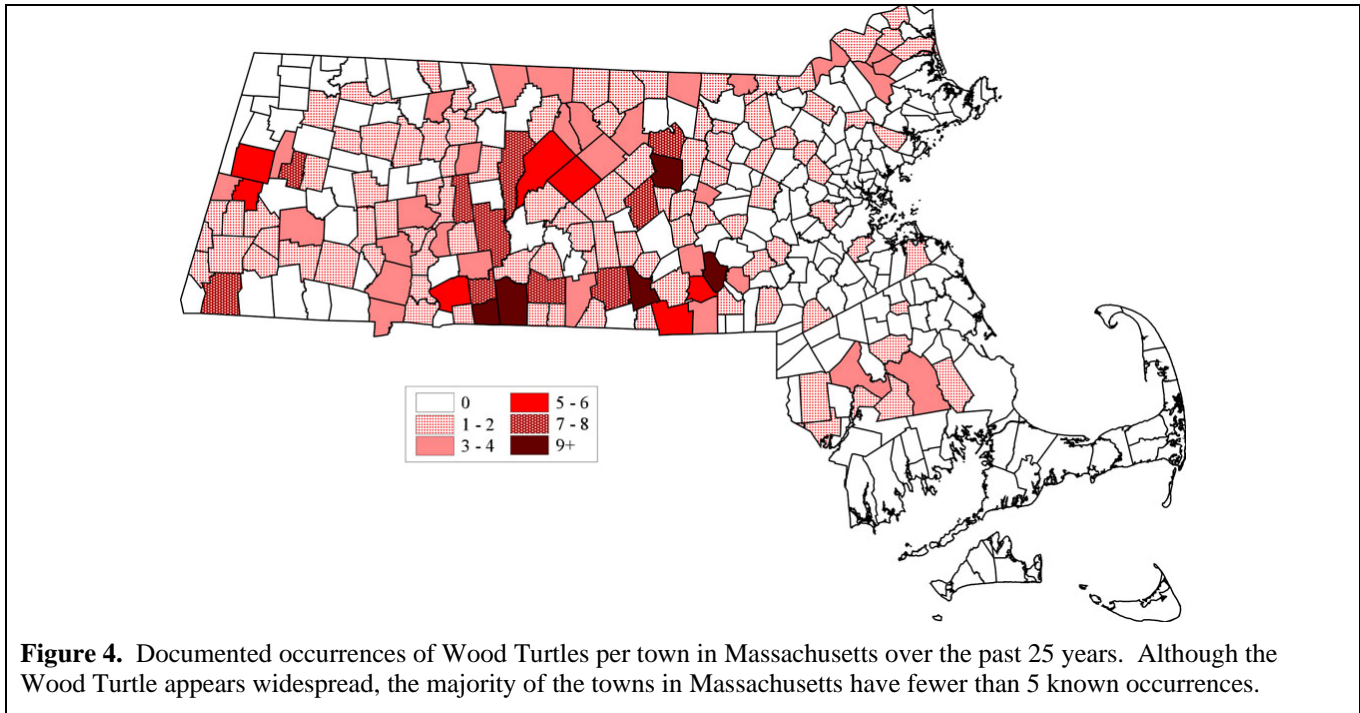 0
1 - 2
3 - 4
5 - 6
7 - 8
9+
Figure 4. Documented occurrences of Wood Turtles per town in Massachusetts over the past 25 years. Although the
Wood Turtle appears widespread, the majority of the towns in Massachusetts have fewer than 5 known occurrences.